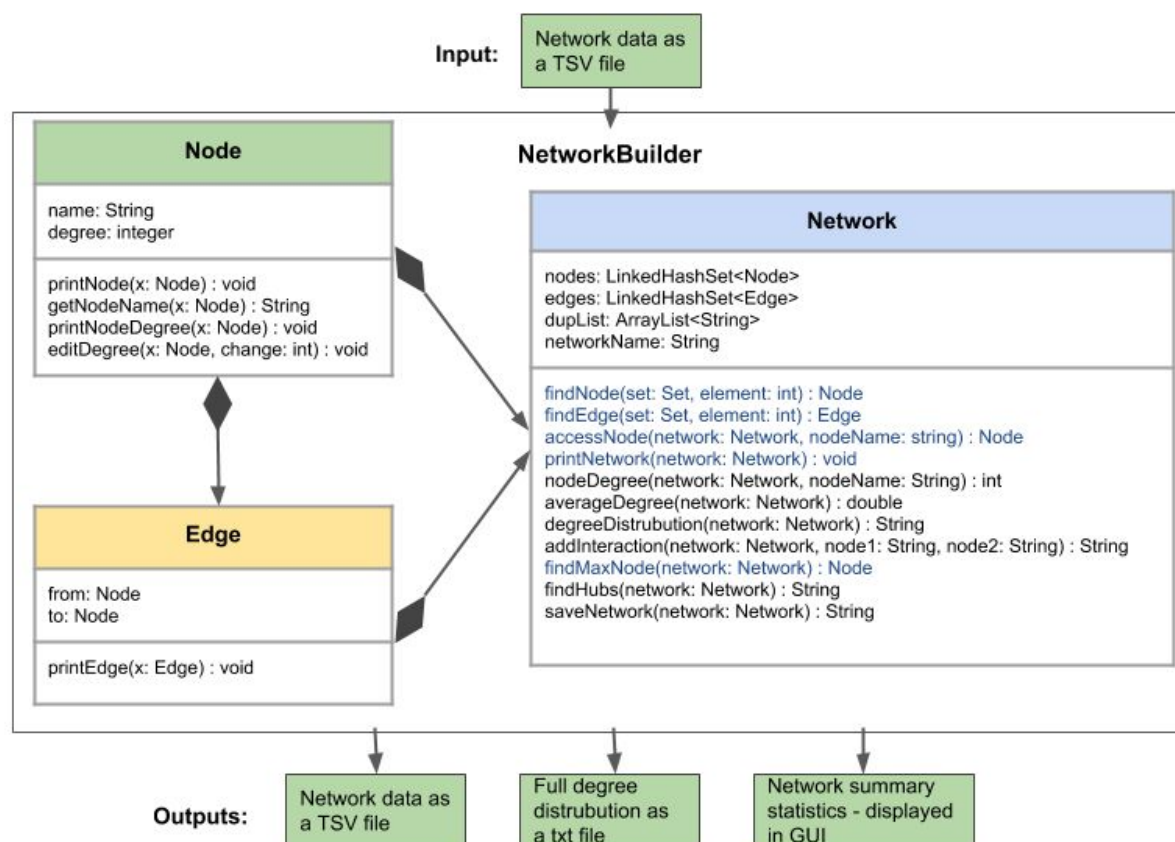 Input:
Network data as
a TSV file
NetworkBuilder
Node
name: String
degree: integer
printNode(x: Node) : void
getNodeName(x: Node) : String
printNodeDegree(x: Node) : void
editDegree(x: Node, change: int) : void
Edge
from: Node
to: Node
printEdge(x: Edge) : void
Network
nodes: LinkedHashSet<Node>
edges: LinkedHashSet<Edge>
dupList: ArrayList<String>
networkName: String
findNode(set: Set, element: int) : Node
findEdge(set: Set, element: int) : Edge
accessNode(network: Network, nodeName: string) : Node
printNetwork(network: Network) : void
nodeDegree(network: Network, nodeName: String) : int
averageDegree(network: Network) : double
degreeDistrubution(network: Network) : String
addInteraction(network: Network, node1: String, node2: String) : String
findMaxNode(network: Network) : Node
findHubs(network: Network) : String
saveNetwork(network: Network) : String
Outputs:
Network data as
a TSV file
Full degree
distrubution as
a txt file
Network summary
statistics - displayed
in GUI